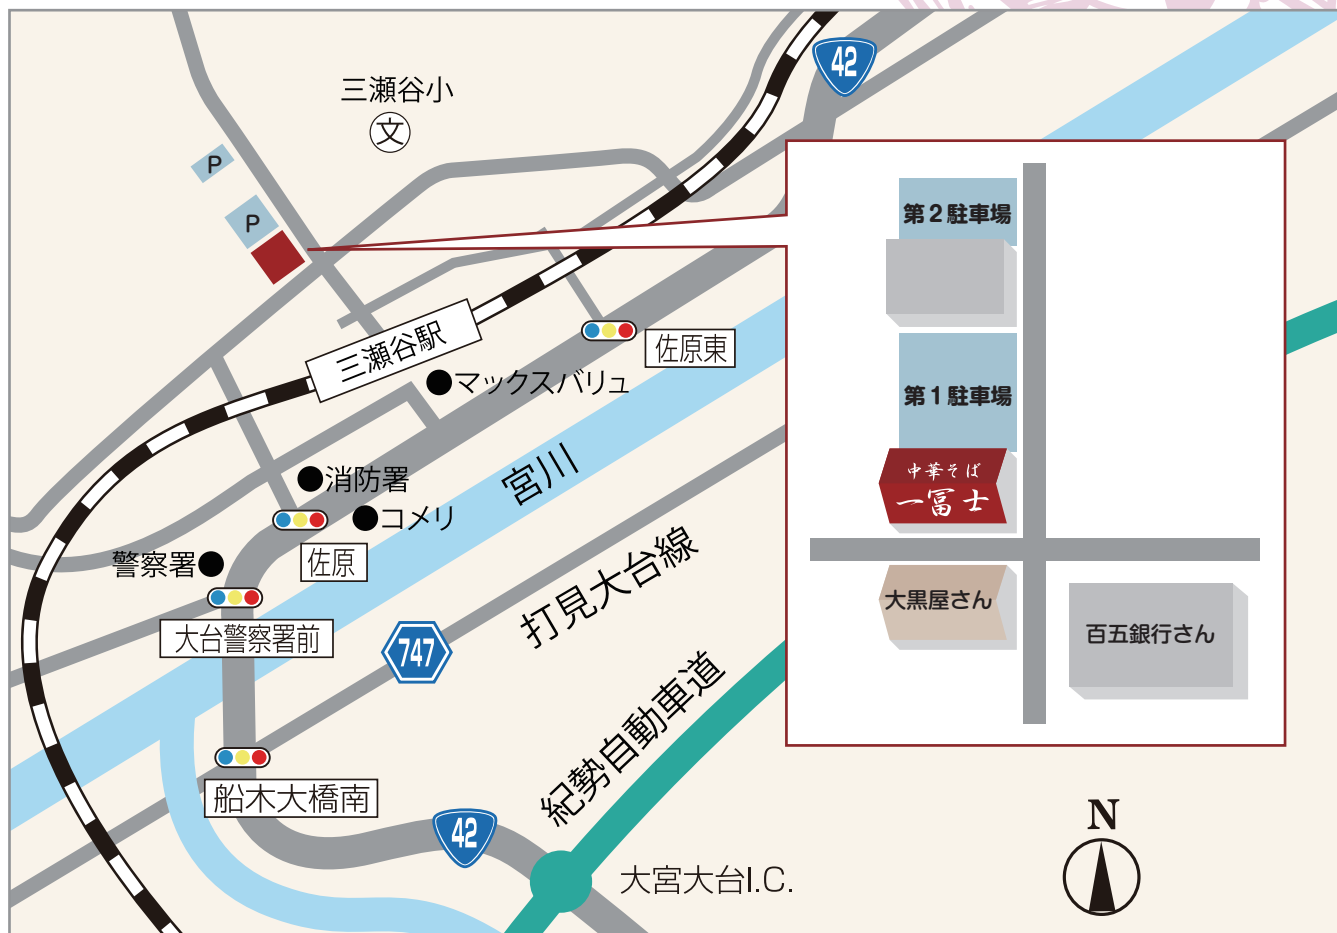 42
三瀬谷小
文
P
P
第2駐車場
第1駐車場
中華そば
一冨士
大黒屋さん
百五銀行さん
三瀬谷駅
佐原東
マックスバリュ
宮川
消防署
コメリ
佐原
警察署
大台警察署前
747
打見大台線
紀勢自動車道
船木大橋南
42
大宮大台I.C.
N